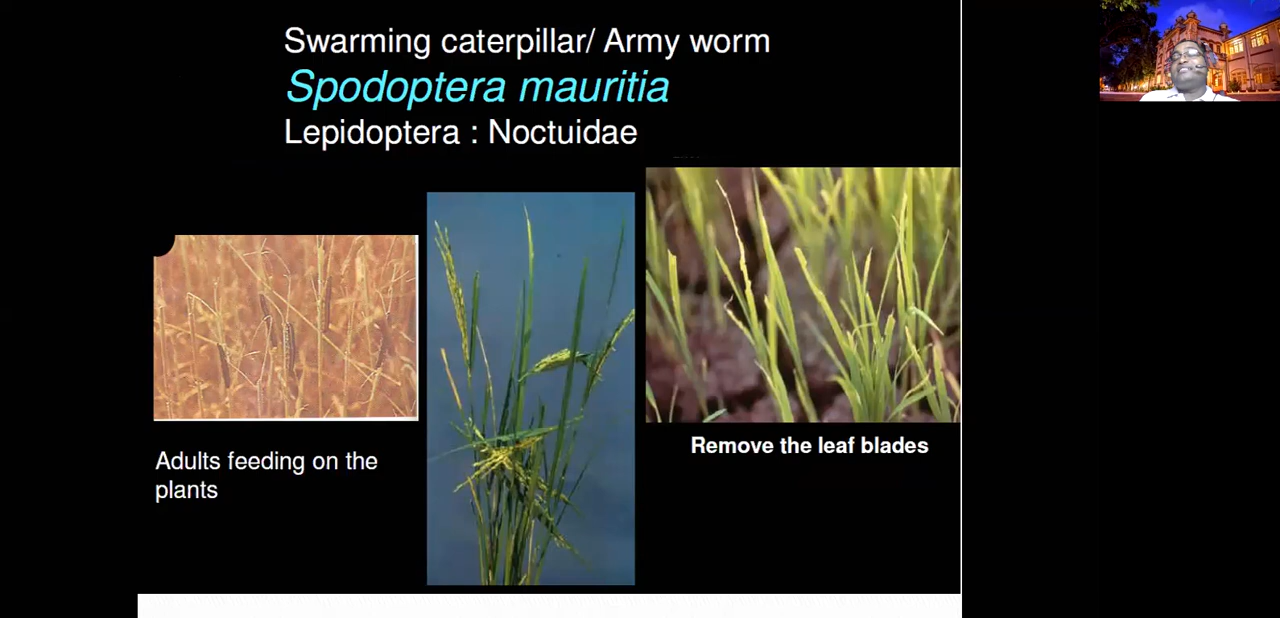 Swarming caterpillar/ Army worm
Spodoptera mauritia
Lepidoptera : Noctuidae
Adults feeding on the
plants
Remove the leaf blades